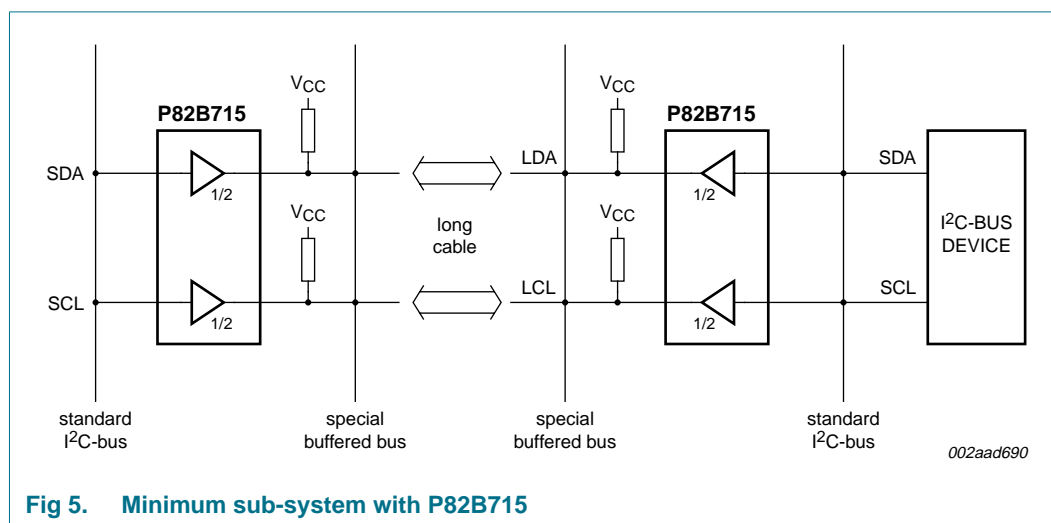 VCC
VCC
P82B715
P82B715
SDA
LDA
SDA
1/2
1/2
VCC
VCC
long
cable
I2C-BUS
DEVICE
SCL
LCL
SCL
1/2
1/2
standard
I2C-bus
special
buffered bus
special
buffered bus
standard
I2C-bus
002aad690
Fig 5. Minimum sub-system with P82B715